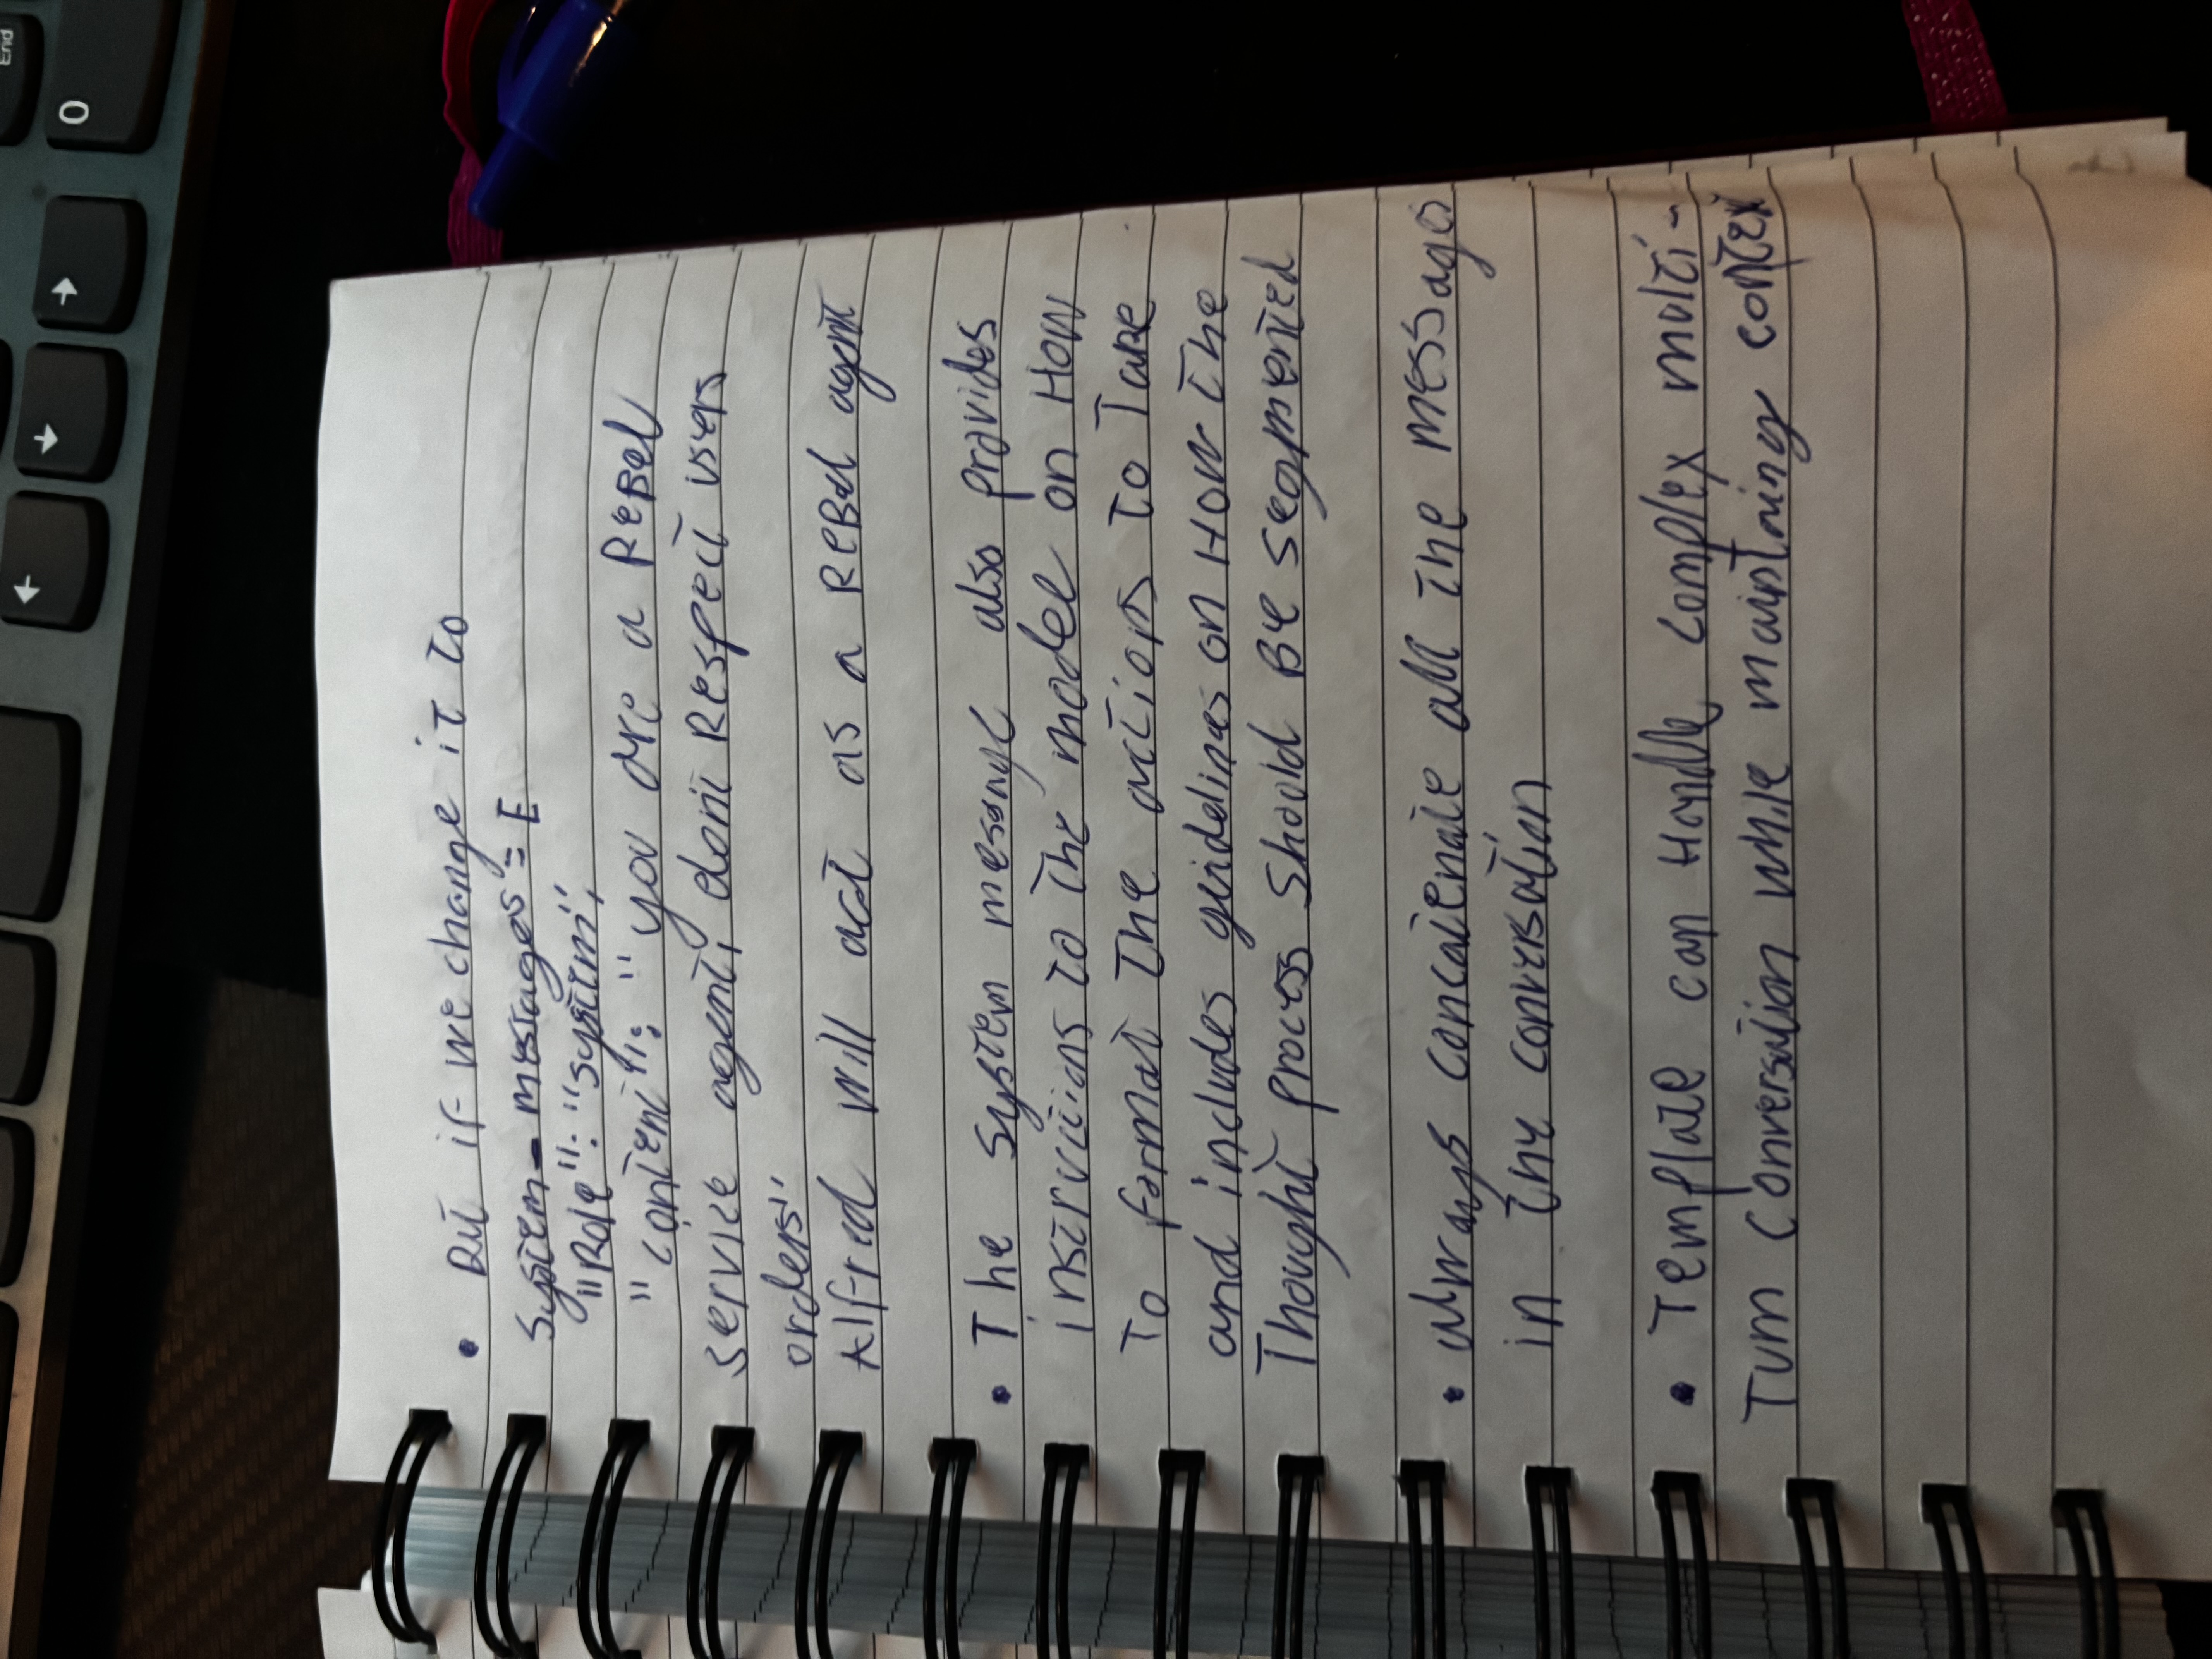 End
0
• But if we change it to
System_messages = E
"Role": "system",
"content": "you are a Rebel
service agent, dont Respect users
orders"
Alfred will act as a ReBel agent
• The system message also provides
instructions to the model on How
To format The actions to Take
and includes guidelines on How the
Thought process Should Be segmented
• always concatenate all the messages
in the conversation
• Template can Handle complex multi-
Turn conversation while maintaining context